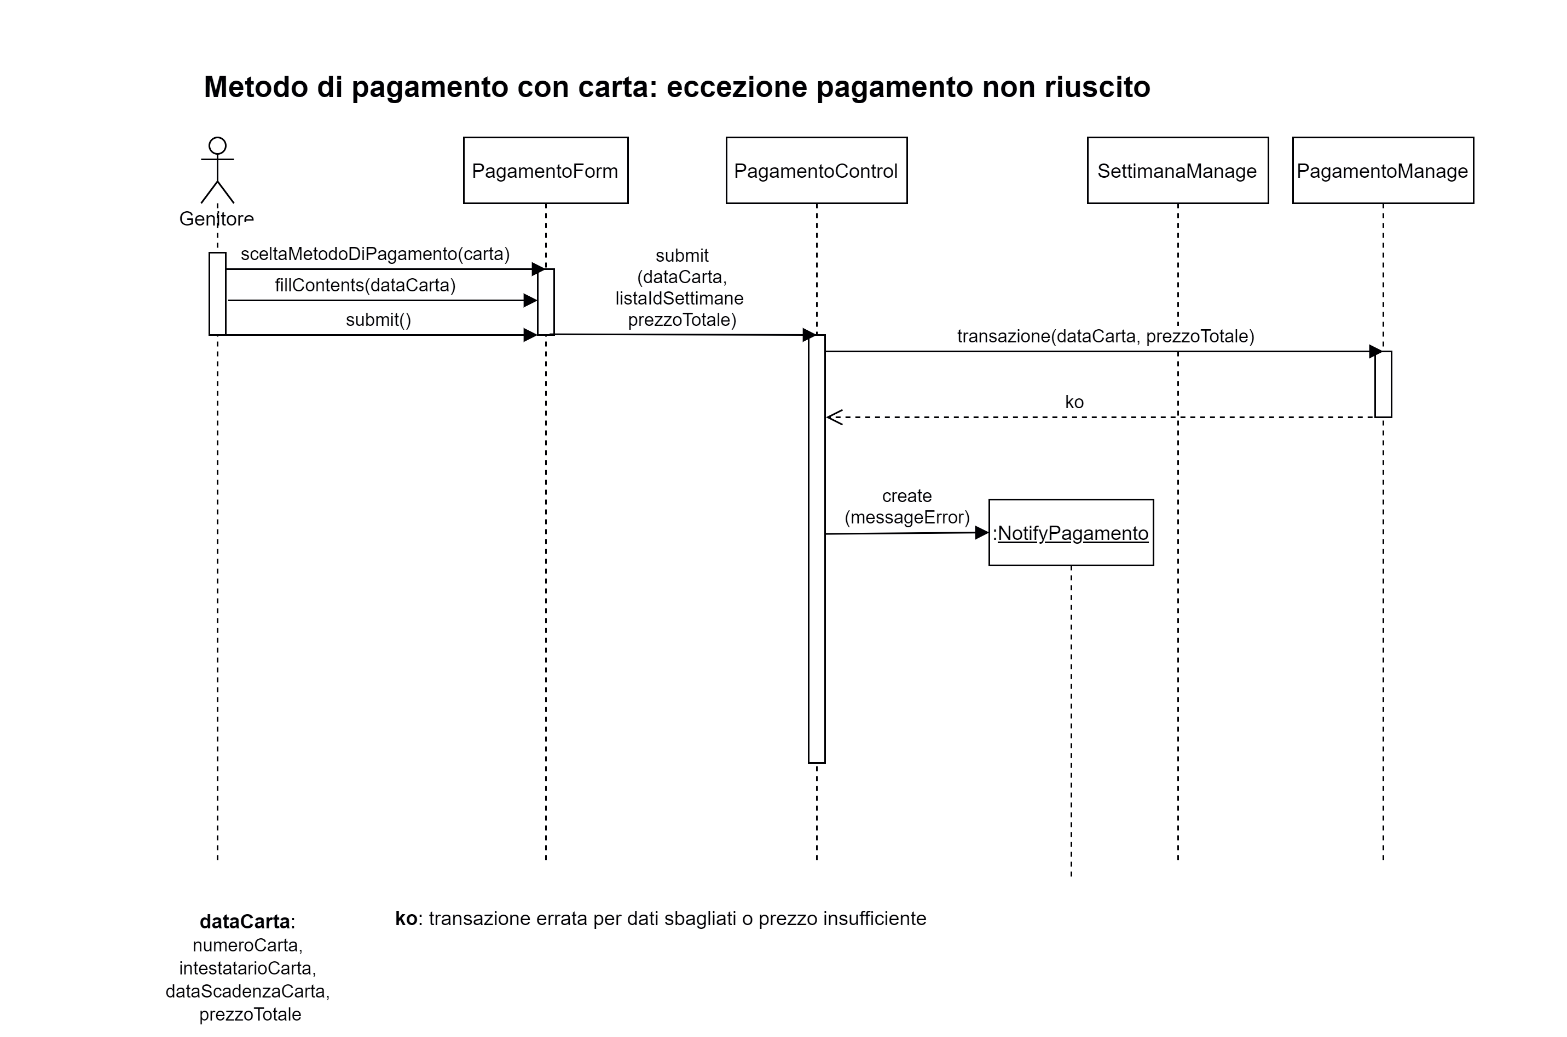 Metodo di pagamento con carta: eccezione pagamento non riuscito
Genitore
PagamentoForm
PagamentoControl
SettimanaManage
PagamentoManage
sceltaMetodoDiPagamento(carta)
fillContents(dataCarta)
submit()
submit
(dataCarta,
listaIdSettimane
prezzoTotale)
transazione(dataCarta, prezzoTotale)
ko
create
(messageError)
:NotifyPagamento
dataCarta:
numeroCarta,
intestatarioCarta,
dataScadenzaCarta,
prezzoTotale
ko: transazione errata per dati sbagliati o prezzo insufficiente